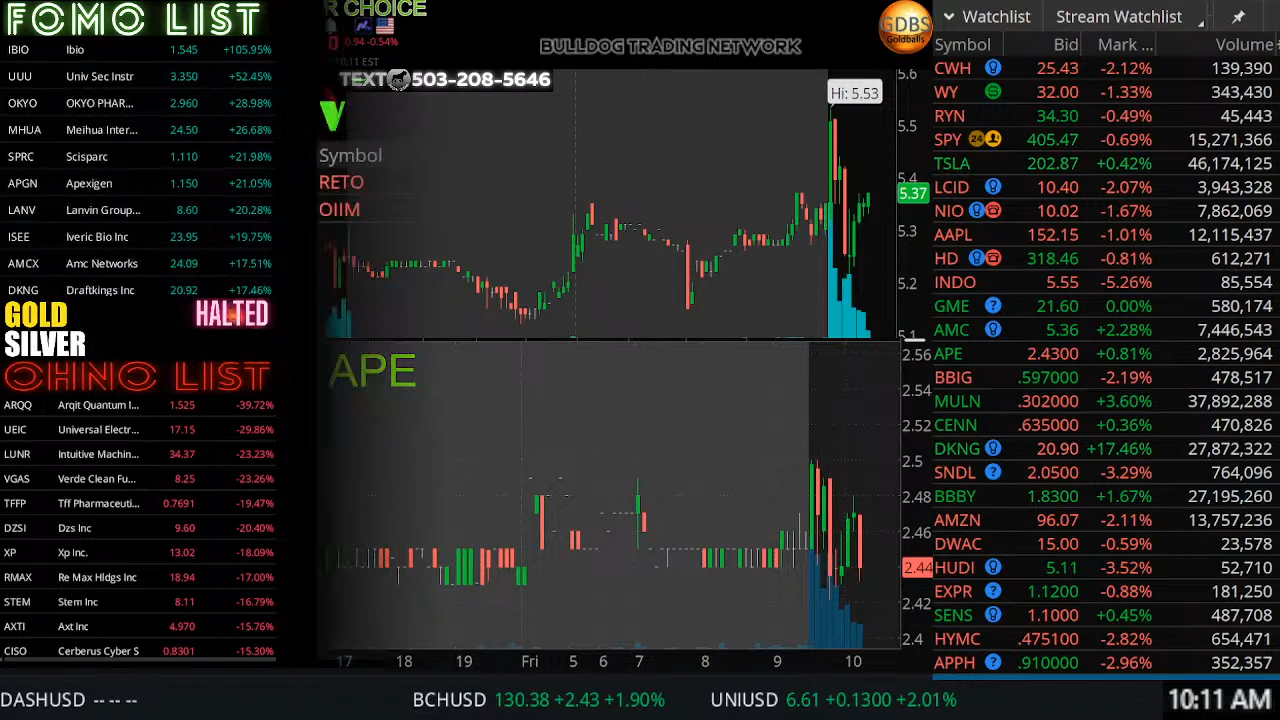 FOMO LIST
IBIO Ibio 1.545 +105.95%
UUU Univ Sec Instr 3.350 +52.45%
OKYO OKYO PHAR... 2.960 +28.98%
MHUA Meihua Inter... 24.50 +26.68%
SPRC Scisparc 1.110 +21.98%
APGN Apexigen 1.150 +21.05%
LANV Lanvin Group... 8.60 +20.28%
ISEE Iveric Bio Inc 23.95 +19.75%
AMCX Amc Networks 24.09 +17.51%
DKNG Draftkings Inc 20.92 +17.46%
GOLD HALTED
SILVER
OHNO LIST
ARQQ Arqit Quantum I... 1.525 -39.72%
UEIC Universal Electr... 17.15 -29.86%
LUNR Intuitive Machin... 34.37 -23.23%
VGAS Verde Clean Fu... 8.25 -23.26%
TFFP Tff Pharmaceuti... 0.7691 -19.47%
DZSI Dzs Inc 9.60 -20.40%
XP Xp Inc. 13.02 -18.09%
RMAX Re Max Hldgs Inc 18.94 -17.00%
STEM Stem Inc 8.11 -16.79%
AXTI Axt Inc 4.970 -15.76%
CISO Cerberus Cyber S 0.8301 -15.30%
R CHOICE
0.94 -0.54%
10:11 EST
BULLDOG TRADING NETWORK
TEXT 503-208-5646
GDBS
Goldballs
V
Symbol
RETO
OIIM
Hi: 5.53
5.6
5.5
5.4
5.37
5.3
5.2
5.1
APE
2.56
2.54
2.52
2.5
2.48
2.46
2.44
2.42
2.4
17 18 19 Fri 5 6 7 8 9 10
Watchlist Stream Watchlist
Symbol Bid Mark ... Volume
CWH 25.43 -2.12% 139,390
WY 32.00 -1.33% 343,430
RYN 34.30 -0.49% 45,443
SPY 24 405.47 -0.69% 15,271,366
TSLA 202.87 +0.42% 46,174,125
LCID 10.40 -2.07% 3,943,328
NIO 10.02 -1.67% 7,862,069
AAPL 152.15 -1.01% 12,115,437
HD 318.46 -0.81% 612,271
INDO 5.55 -5.26% 85,554
GME ? 21.60 0.00% 580,174
AMC 5.36 +2.28% 7,446,543
APE 2.4300 +0.81% 2,825,964
BBIG .597000 -2.19% 478,517
MULN .302000 +3.60% 37,892,288
CENN .635000 +0.36% 470,826
DKNG 20.90 +17.46% 27,872,322
SNDL ? 2.0500 -3.29% 764,096
BBBY 1.8300 +1.67% 27,195,260
AMZN 96.07 -2.11% 13,757,236
DWAC 15.00 -0.59% 23,578
HUDI 5.11 -3.52% 52,710
EXPR ? 1.1200 -0.88% 181,250
SENS 1.1000 +0.45% 487,708
HYMC .475100 -2.82% 654,471
APPH ? .910000 -2.96% 352,357
DASHUSD -- -- -- BCHUSD 130.38 +2.43 +1.90% UNIUSD 6.61 +0.1300 +2.01% 10:11 AM